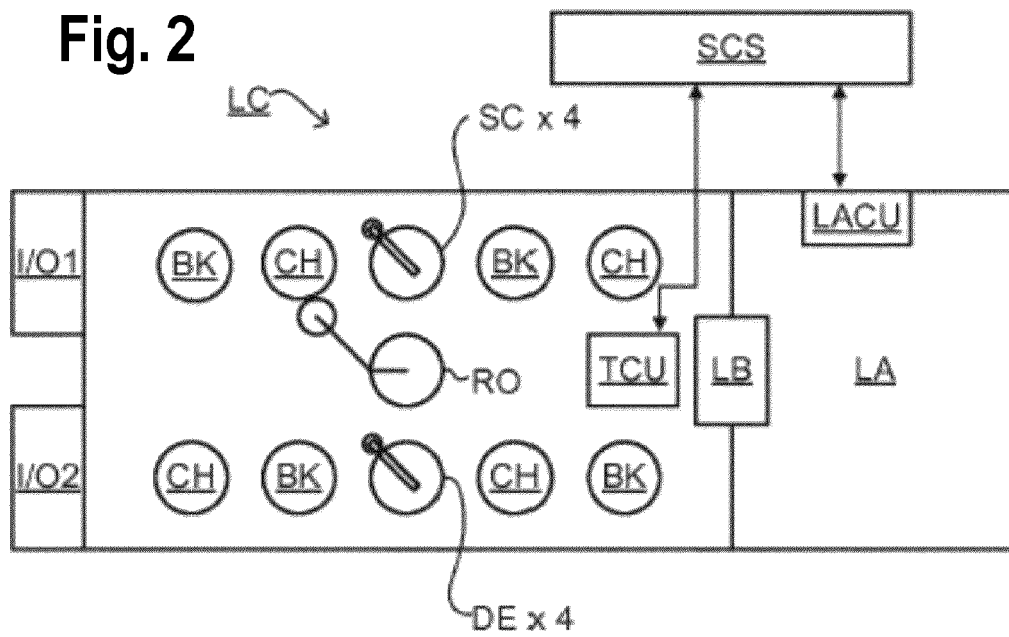 Fig. 2
SCS
LC
SC x 4
I/O1
BK
CH
BK
CH
LACU
RO
TCU
LB
LA
I/O2
CH
BK
CH
BK
DE x 4